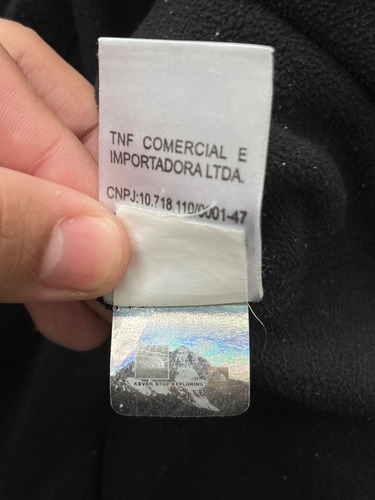 TNF COMERCIAL E
IMPORTADORA LTDA.
CNPJ:10.718.110/0001-47
NEVER STOP EXPLORING